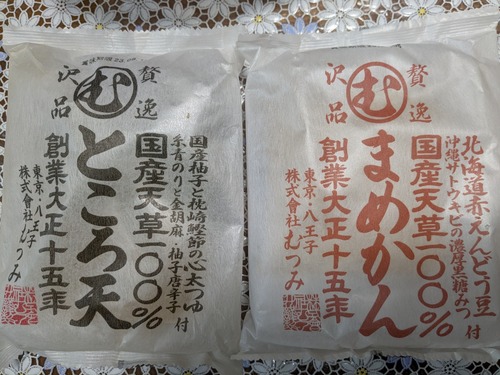 贅沢
逸品
む
国産柚子と枕崎鰹節の心太つゆ
糸青のりと金胡麻・柚子唐辛子 付
国産天草一〇〇%
ところ天
創業大正十五年
東京・八王子
株式會社むつみ
贅沢
逸品
む
北海道赤えんどう豆
沖縄サトウキビの濃厚黒糖みつ 付
国産天草一〇〇%
まめかん
創業大正十五年
東京・八王子
株式會社むつみ